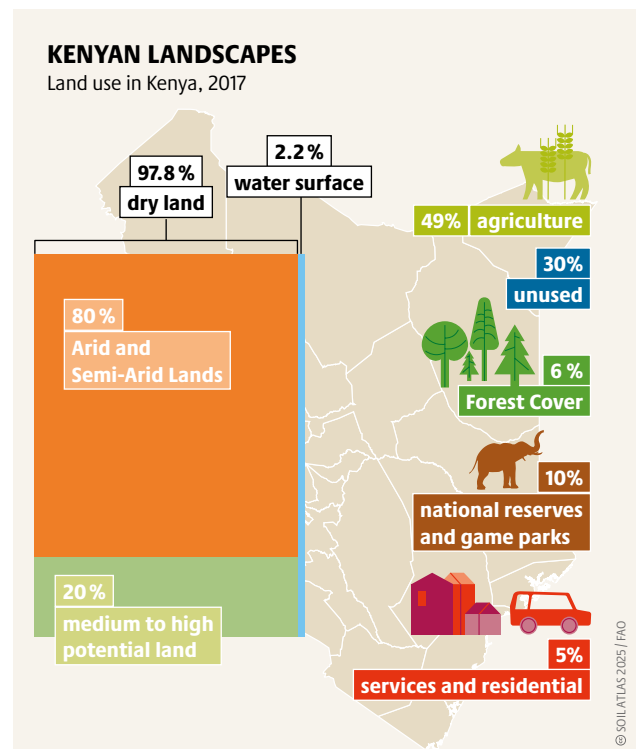 KENYAN LANDSCAPES
Land use in Kenya, 2017
97.8 %
dry land
2.2 %
water surface
80 %
Arid and
Semi-Arid Lands
20 %
medium to high
potential land
49% agriculture
30%
unused
6 %
Forest Cover
10%
national reserves
and game parks
5%
services and residential
SOIL ATLAS 2025 / FAO